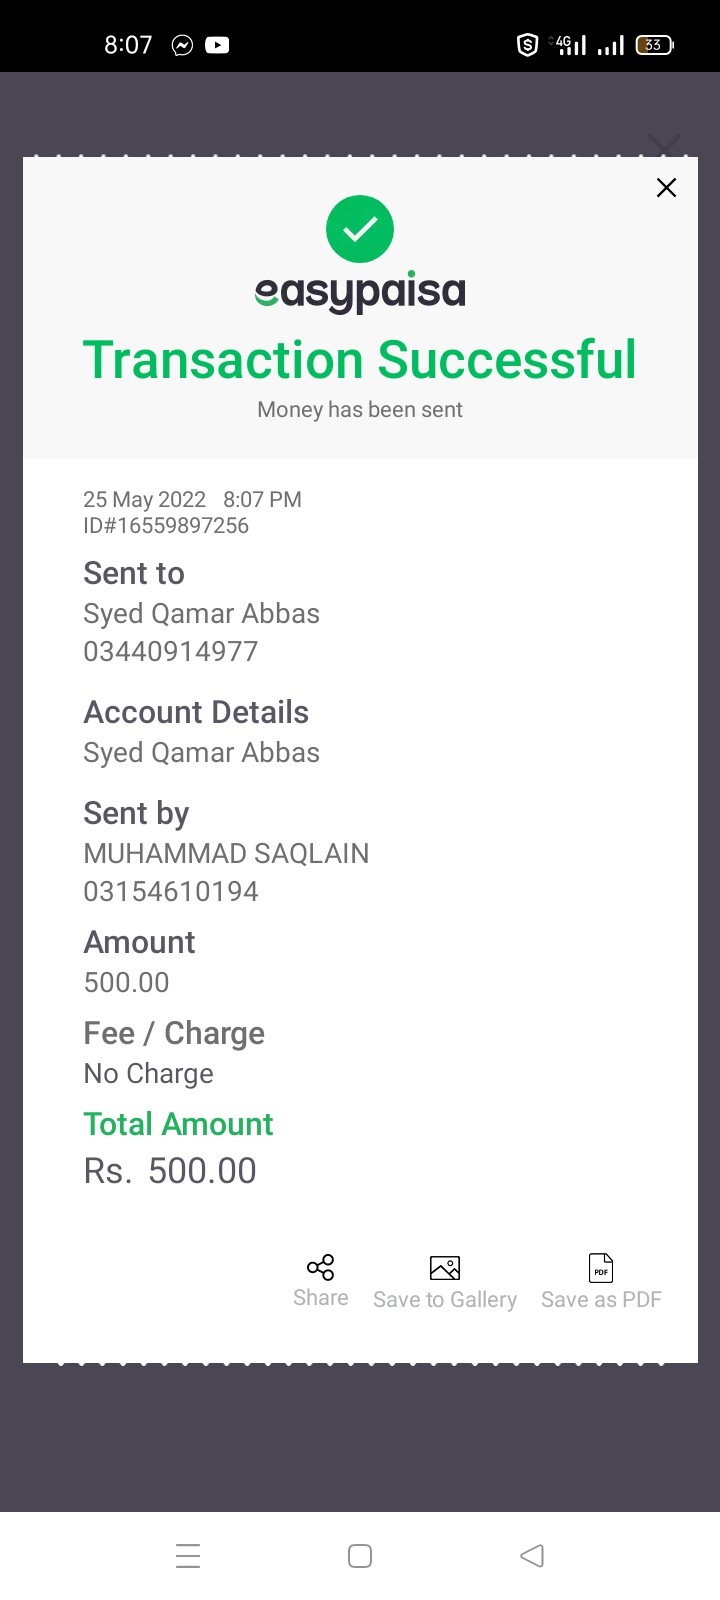 8:07
4G
33
easypaisa
Transaction Successful
Money has been sent
25 May 2022 8:07 PM
ID#16559897256
Sent to
Syed Qamar Abbas
03440914977
Account Details
Syed Qamar Abbas
Sent by
MUHAMMAD SAQLAIN
03154610194
Amount
500.00
Fee / Charge
No Charge
Total Amount
Rs. 500.00
PDF
Share Save to Gallery Save as PDF